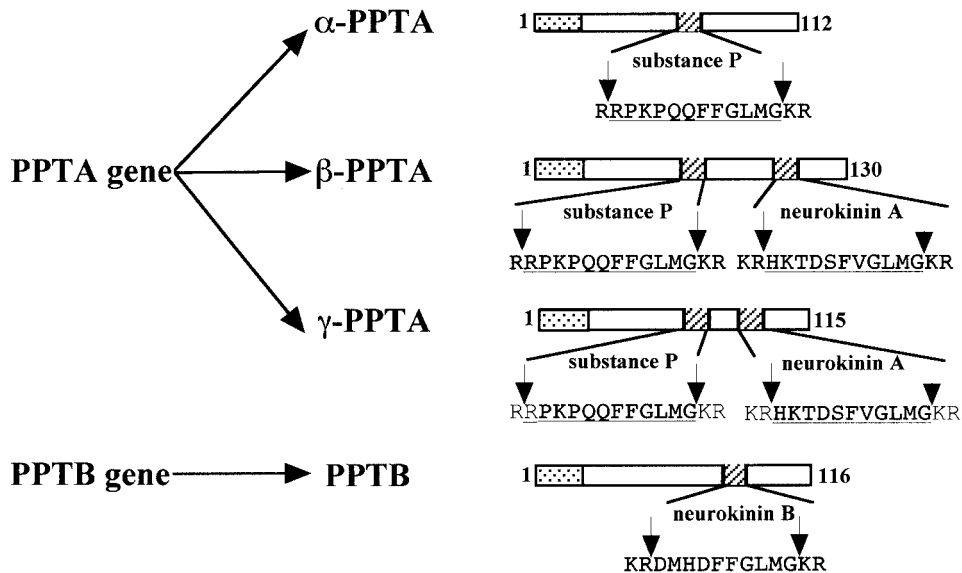 α-PPTA
1 112
substance P
RRPKPQQFFGLMGKR
PPTA gene
β-PPTA
1 130
substance P neurokinin A
RRPKPQQFFGLMGKR KRHKTDSFVGLMGKR
γ-PPTA
1 115
substance P neurokinin A
RRPKPQQFFGLMGKR KRHKTDSFVGLMGKR
PPTB gene
PPTB
1 116
neurokinin B
KRDMHDFFGLMGKR